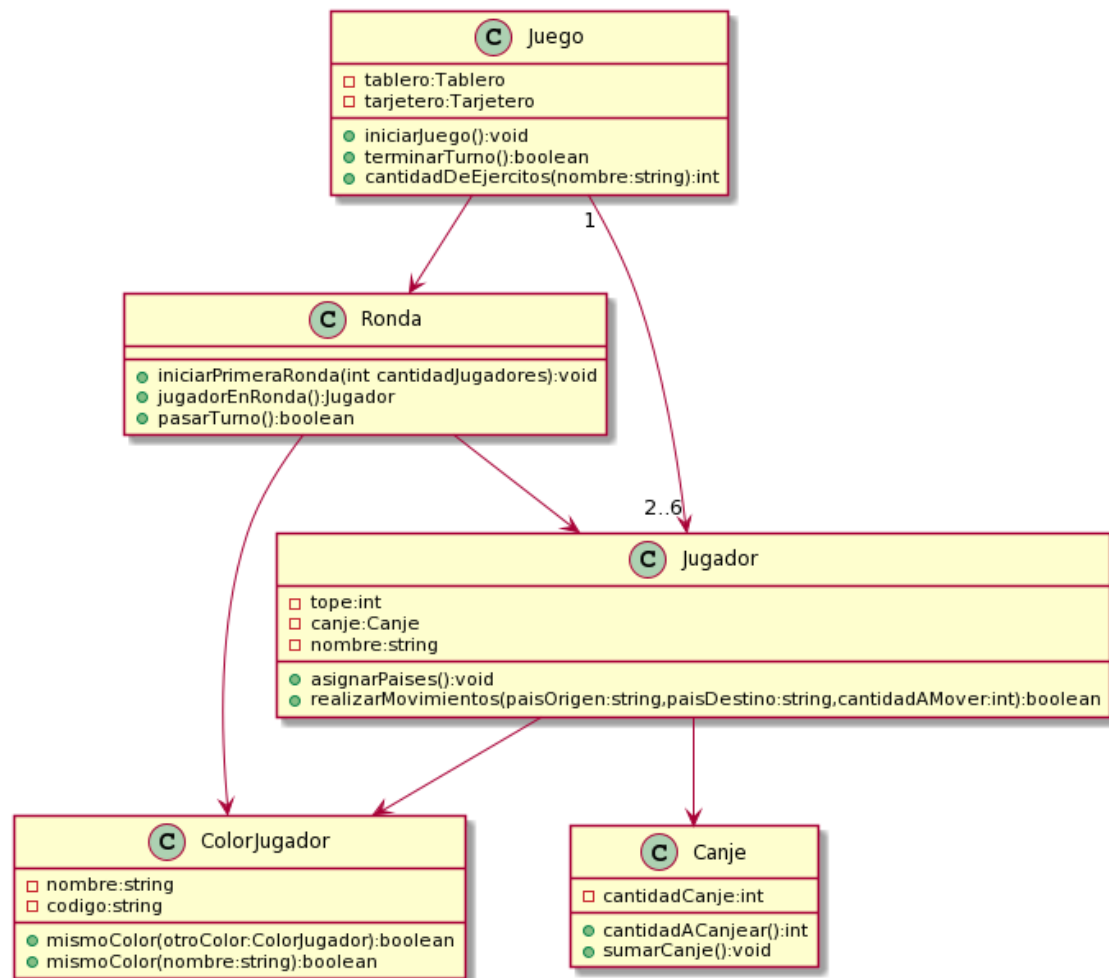 C Juego
tablero:Tablero
tarjetero:Tarjetero
iniciarJuego():void
terminarTurno():boolean
cantidadDeEjercitos(nombre:string):int
1
C Ronda
iniciarPrimeraRonda(int cantidadJugadores):void
jugadorEnRonda():Jugador
pasarTurno():boolean
2..6
C Jugador
tope:int
canje:Canje
nombre:string
asignarPaises():void
realizarMovimientos(paisOrigen:string,paisDestino:string,cantidadAMover:int):boolean
C ColorJugador
nombre:string
codigo:string
mismoColor(otroColor:ColorJugador):boolean
mismoColor(nombre:string):boolean
C Canje
cantidadCanje:int
cantidadACanjear():int
sumarCanje():void